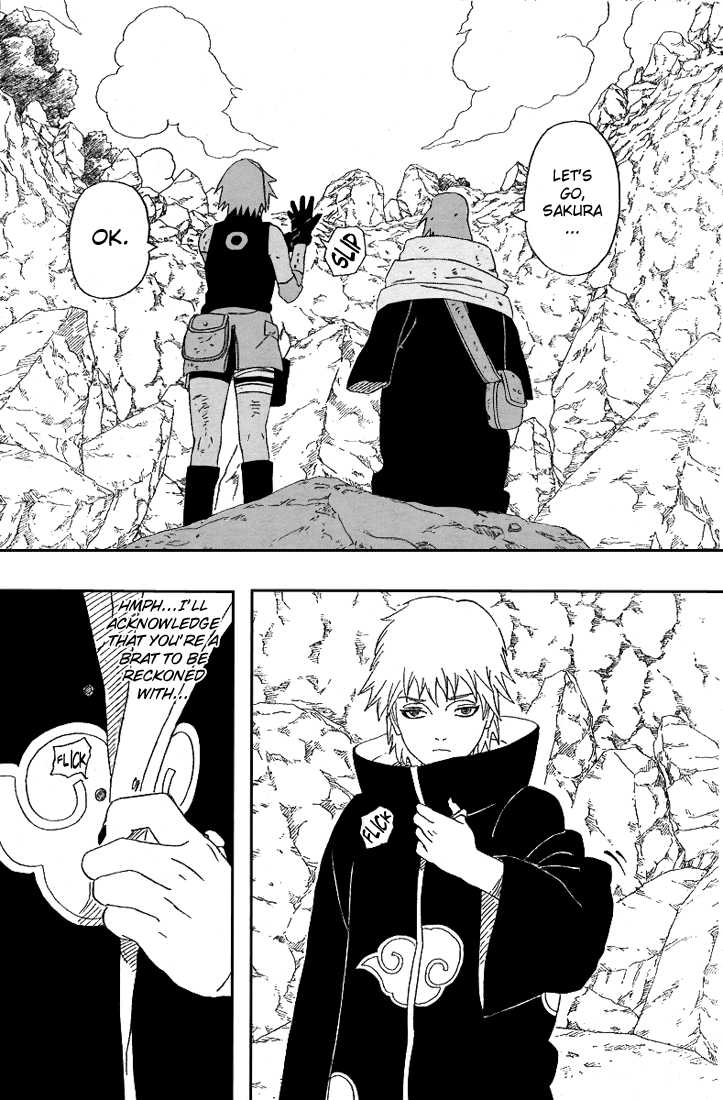 LET'S
GO,
SAKURA
...
SLIP
OK.
FLICK
FLICK
HMPH...I'LL
ACKNOWLEDGE
THAT YOU'RE A
BRAT TO BE
RECKONED
WITH...